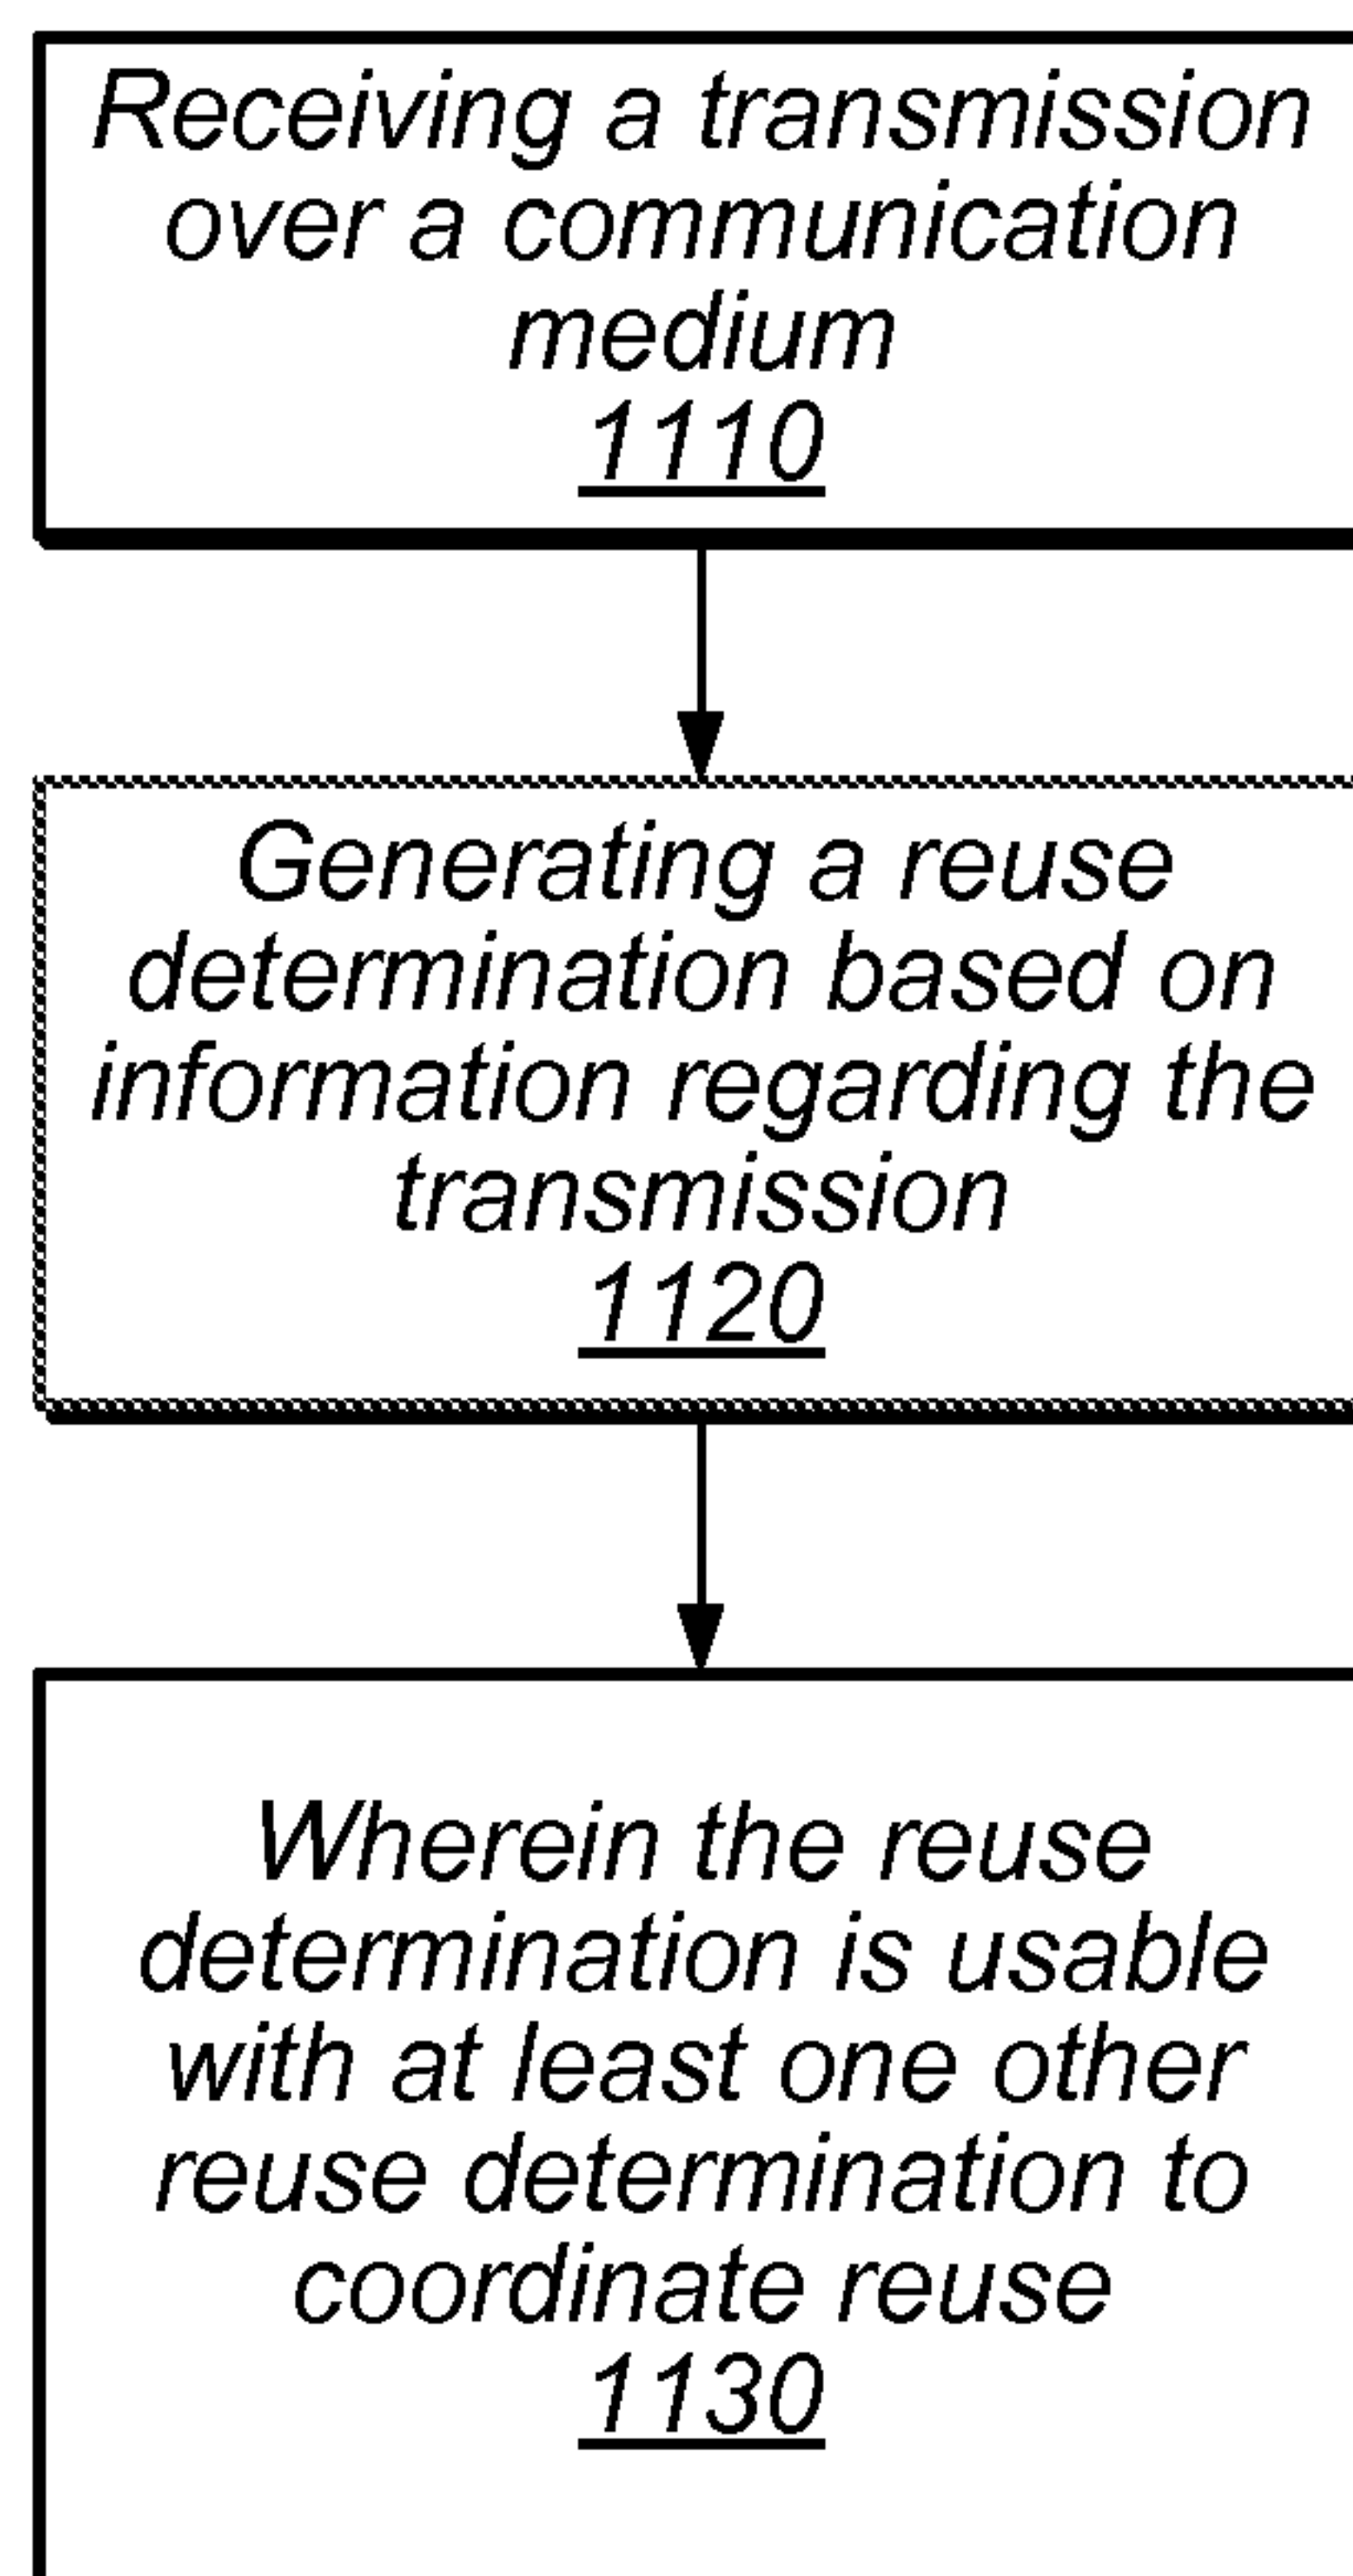 Receiving a transmission
over a communication
medium
1110
Generating a reuse
determination based on
information regarding the
transmission
1120
Wherein the reuse
determination is usable
with at least one other
reuse determination to
coordinate reuse
1130